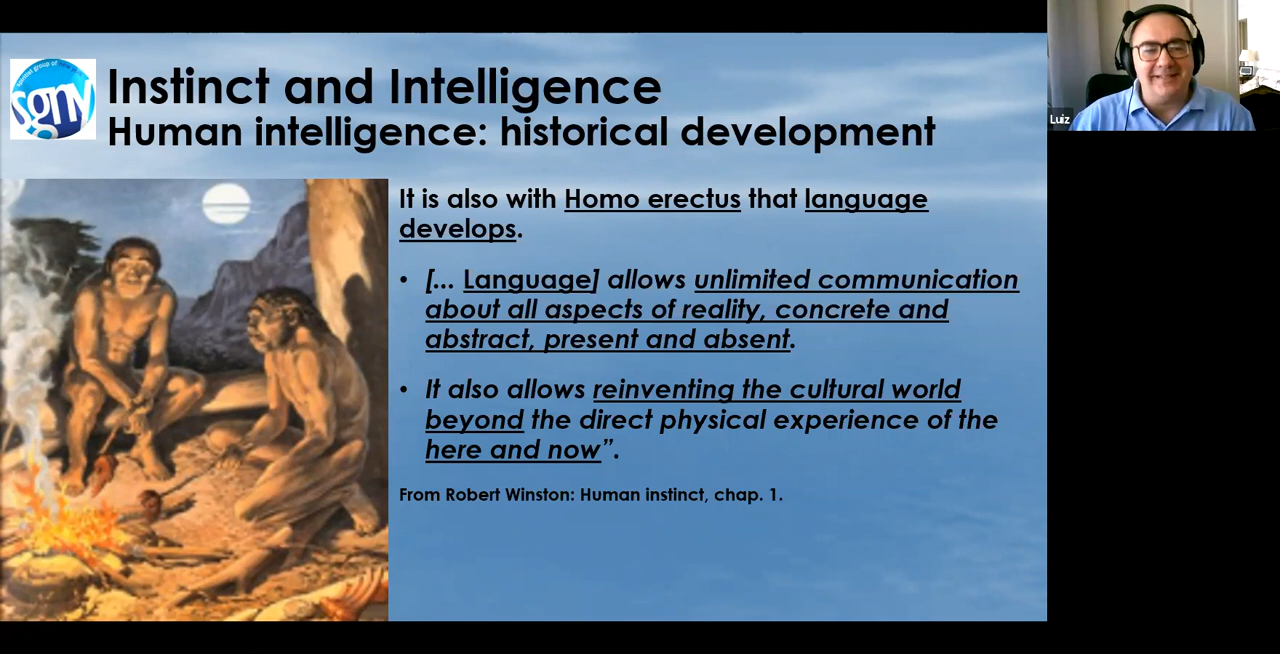 Instinct and Intelligence
Human intelligence: historical development
sgny
It is also with Homo erectus that language
develops.
• [... Language] allows unlimited communication
about all aspects of reality, concrete and
abstract, present and absent.
• It also allows reinventing the cultural world
beyond the direct physical experience of the
here and now”.
From Robert Winston: Human instinct, chap. 1.
Luiz